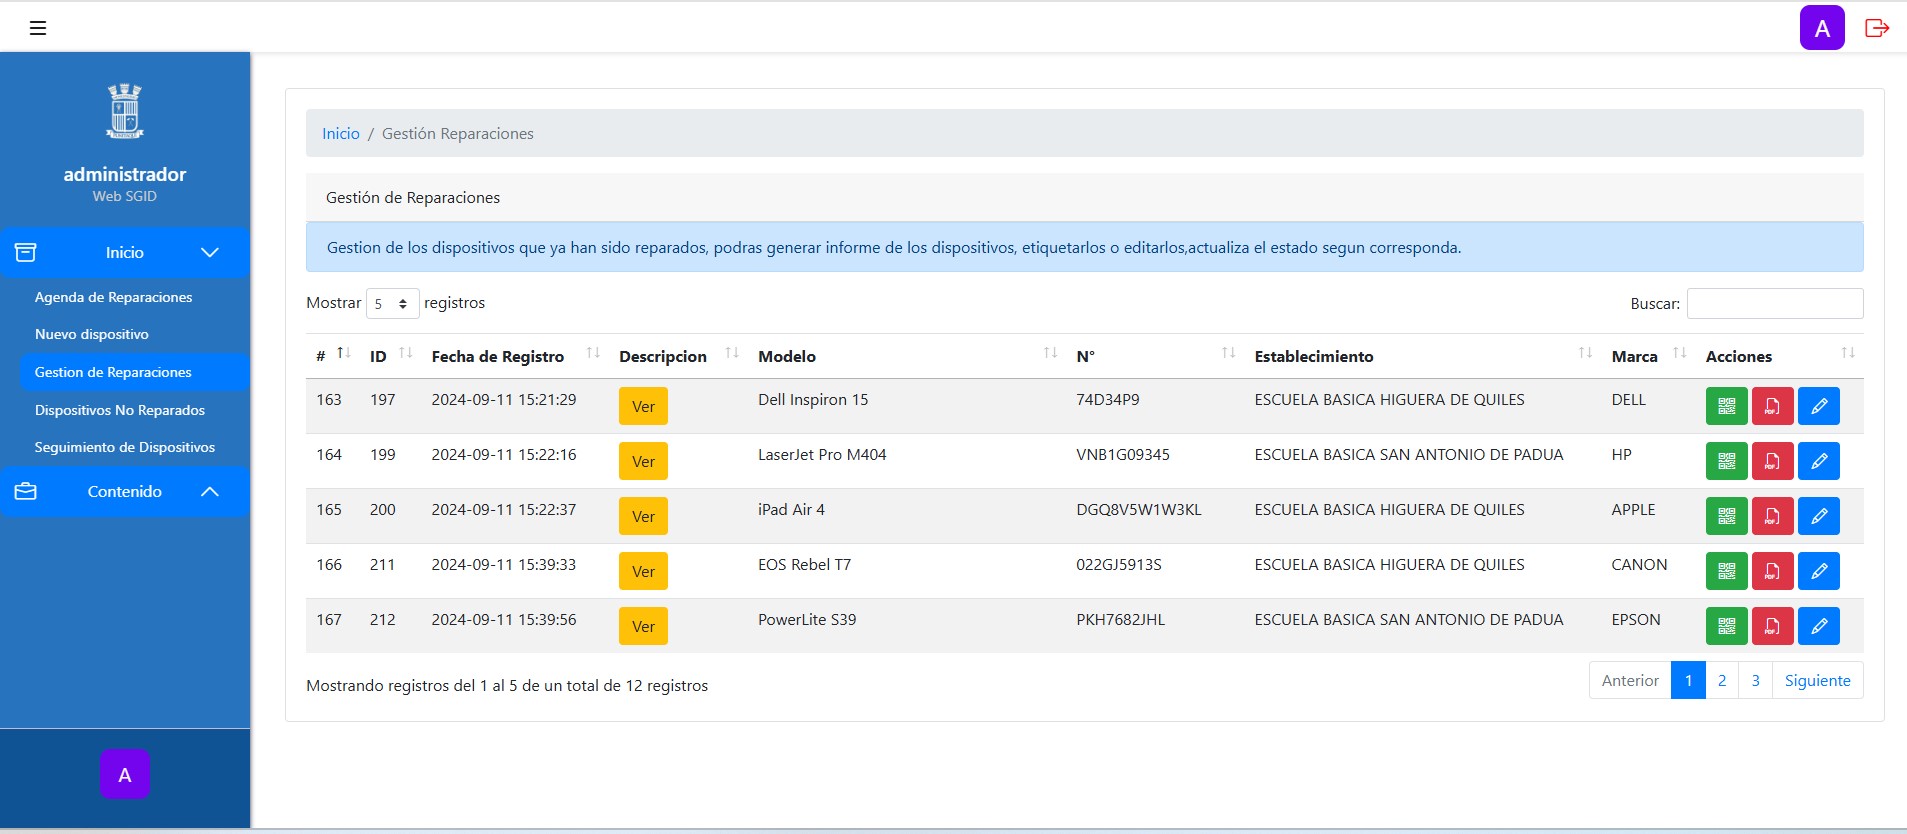 A
administrador
Web SGID
Inicio
Agenda de Reparaciones
Nuevo dispositivo
Gestion de Reparaciones
Dispositivos No Reparados
Seguimiento de Dispositivos
Contenido
A
Inicio / Gestión Reparaciones
Gestión de Reparaciones
Gestion de los dispositivos que ya han sido reparados, podras generar informe de los dispositivos, etiquetarlos o editarlos,actualiza el estado segun corresponda.
Mostrar 5 registros Buscar:
# ID Fecha de Registro Descripcion Modelo N° Establecimiento Marca Acciones
163 197 2024-09-11 15:21:29 Ver Dell Inspiron 15 74D34P9 ESCUELA BASICA HIGUERA DE QUILES DELL PDF
164 199 2024-09-11 15:22:16 Ver LaserJet Pro M404 VNB1G09345 ESCUELA BASICA SAN ANTONIO DE PADUA HP PDF
165 200 2024-09-11 15:22:37 Ver iPad Air 4 DGQ8V5W1W3KL ESCUELA BASICA HIGUERA DE QUILES APPLE PDF
166 211 2024-09-11 15:39:33 Ver EOS Rebel T7 022GJ5913S ESCUELA BASICA HIGUERA DE QUILES CANON PDF
167 212 2024-09-11 15:39:56 Ver PowerLite S39 PKH7682JHL ESCUELA BASICA SAN ANTONIO DE PADUA EPSON PDF
Mostrando registros del 1 al 5 de un total de 12 registros
Anterior 1 2 3 Siguiente